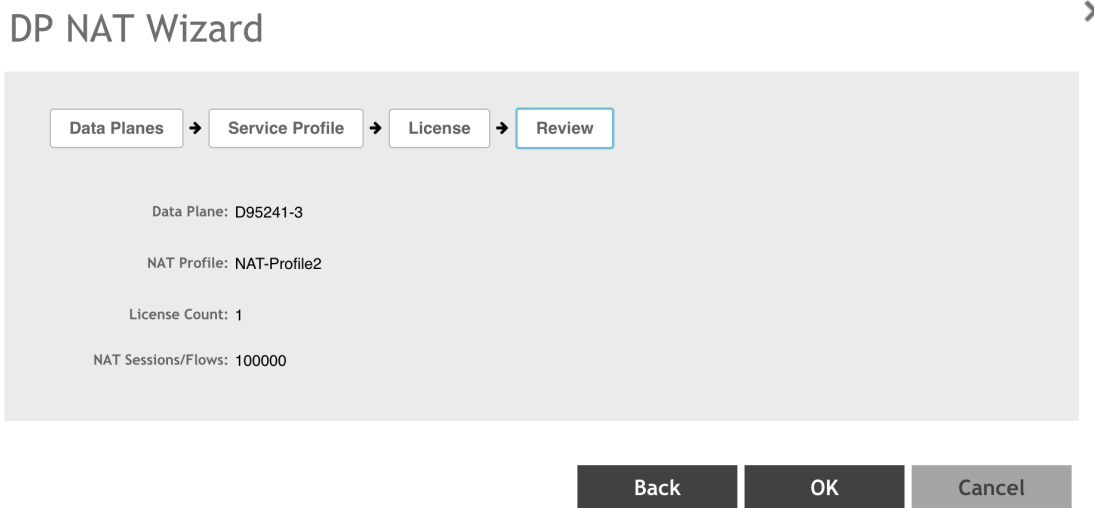 DP NAT Wizard
Data Planes → Service Profile → License → Review
Data Plane: D95241-3
NAT Profile: NAT-Profile2
License Count: 1
NAT Sessions/Flows: 100000
Back OK Cancel